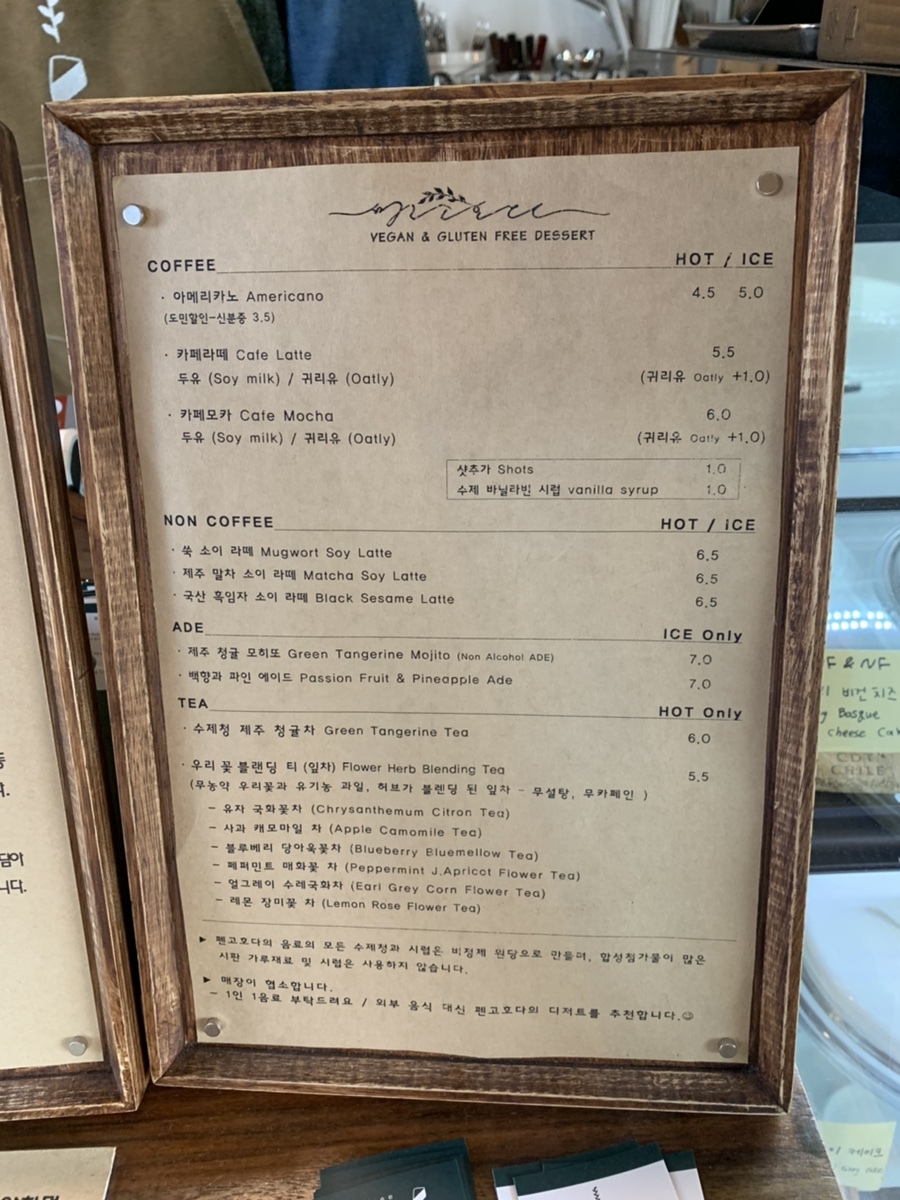 펜고호다
VEGAN & GLUTEN FREE DESSERT
COFFEE HOT / ICE
· 아메리카노 Americano 4.5 5.0
(도민할인-신분증 3.5)
· 카페라떼 Cafe Latte 5.5
두유 (Soy milk) / 귀리유 (Oatly) (귀리유 Oatly +1.0)
· 카페모카 Cafe Mocha 6.0
두유 (Soy milk) / 귀리유 (Oatly) (귀리유 Oatly +1.0)
샷추가 Shots 1.0
수제 바닐라빈 시럽 vanilla syrup 1.0
NON COFFEE HOT / iCE
· 쑥 소이 라떼 Mugwort Soy Latte 6.5
· 제주 말차 소이 라떼 Matcha Soy Latte 6.5
· 국산 흑임자 소이 라떼 Black Sesame Latte 6.5
ADE ICE Only
· 제주 청귤 모히또 Green Tangerine Mojito (Non Alcohol ADE) 7.0
· 백향과 파인 에이드 Passion Fruit & Pineapple Ade 7.0
TEA HOT Only
· 수제청 제주 청귤차 Green Tangerine Tea 6.0
· 우리 꽃 블랜딩 티 (잎차) Flower Herb Blending Tea 5.5
(무농약 우리꽃과 유기농 과일, 허브가 블렌딩 된 잎차 - 무설탕, 무카페인 )
- 유자 국화꽃차 (Chrysanthemum Citron Tea)
- 사과 캐모마일 차 (Apple Camomile Tea)
- 블루베리 당아욱꽃차 (Blueberry Bluemellow Tea)
- 페퍼민트 매화꽃 차 (Peppermint J.Apricot Flower Tea)
- 얼그레이 수레국화차 (Earl Grey Corn Flower Tea)
- 레몬 장미꽃 차 (Lemon Rose Flower Tea)
▶ 펜고호다의 음료의 모든 수제청과 시럽은 비정제 원당으로 만들며, 합성첨가물이 많은
시판 가루재료 및 시럽은 사용하지 않습니다.
▶ 매장이 협소합니다.
- 1인 1음료 부탁드려요 / 외부 음식 대신 펜고호다의 디저트를 추천합니다.☺
F & NF
비건 치즈
Basque
cheese
CHILE